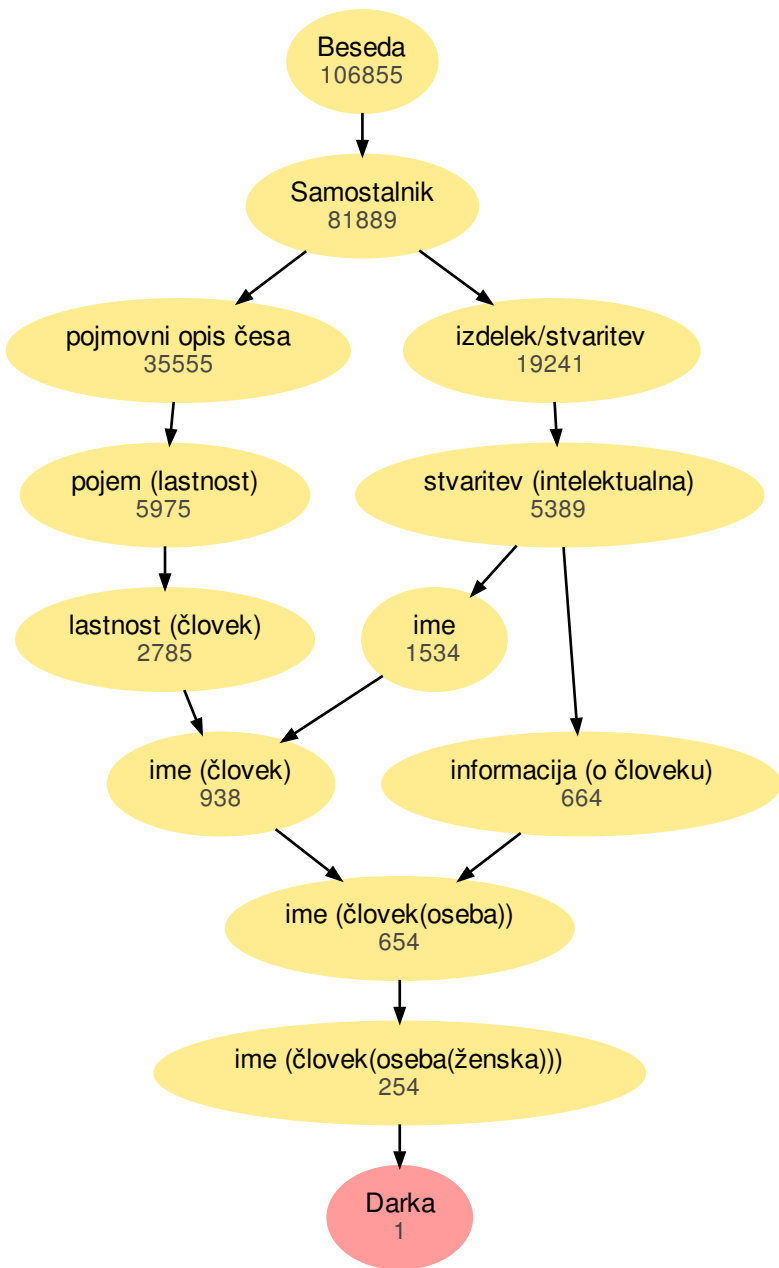 Beseda
106855
Samostalnik
81889
pojmovni opis česa
35555
izdelek/stvaritev
19241
pojem (lastnost)
5975
stvaritev (intelektualna)
5389
lastnost (človek)
2785
ime
1534
ime (človek)
938
informacija (o človeku)
664
ime (človek(oseba))
654
ime (človek(oseba(ženska)))
254
Darka
1